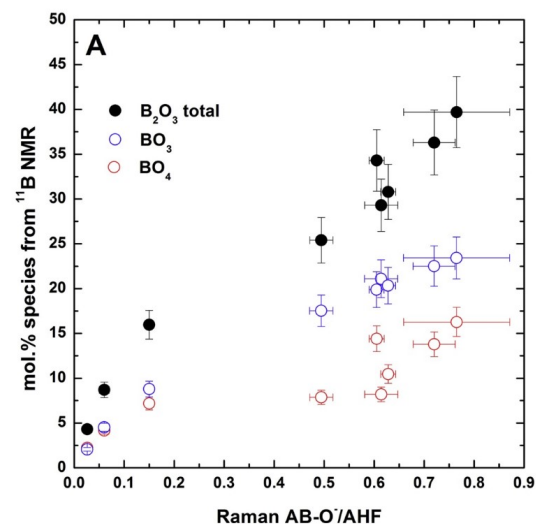 A
B₂O₃ total
BO₃
BO₄
mol.% species from ¹¹B NMR
50
45
40
35
30
25
20
15
10
5
0
0.0 0.1 0.2 0.3 0.4 0.5 0.6 0.7 0.8 0.9
Raman AB-O⁻/AHF